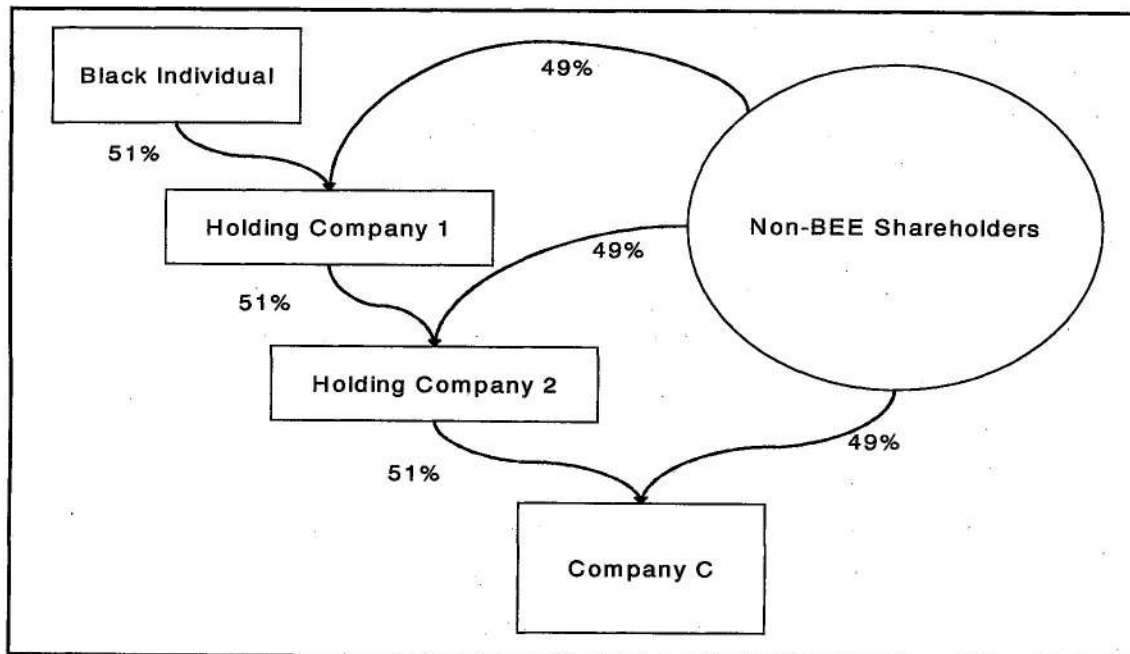 Black Individual
49%
51%
Holding Company 1
Non-BEE Shareholders
49%
51%
Holding Company 2
49%
51%
Company C